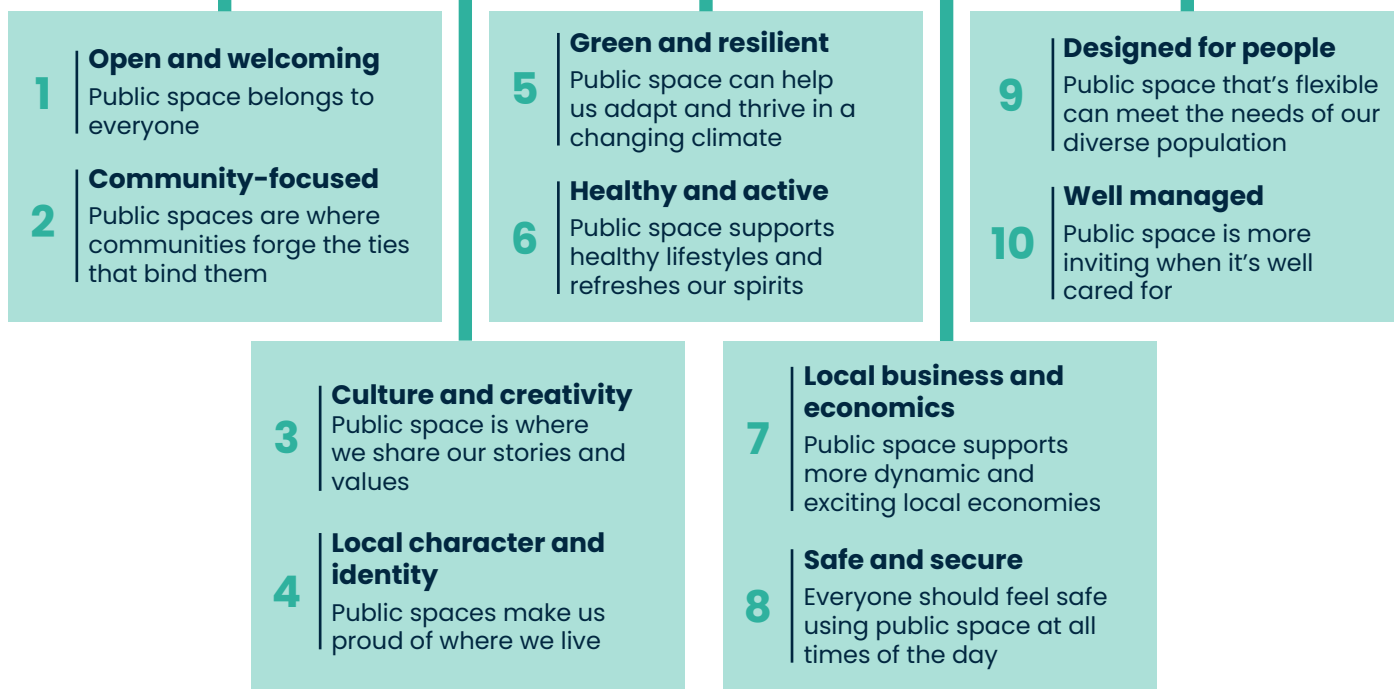 1
Open and welcoming
Public space belongs to
everyone
2
Community-focused
Public spaces are where
communities forge the ties
that bind them
3
Culture and creativity
Public space is where
we share our stories and
values
4
Local character and
identity
Public spaces make us
proud of where we live
5
Green and resilient
Public space can help
us adapt and thrive in a
changing climate
6
Healthy and active
Public space supports
healthy lifestyles and
refreshes our spirits
7
Local business and
economics
Public space supports
more dynamic and
exciting local economies
8
Safe and secure
Everyone should feel safe
using public space at all
times of the day
9
Designed for people
Public space that’s flexible
can meet the needs of our
diverse population
10
Well managed
Public space is more
inviting when it’s well
cared for